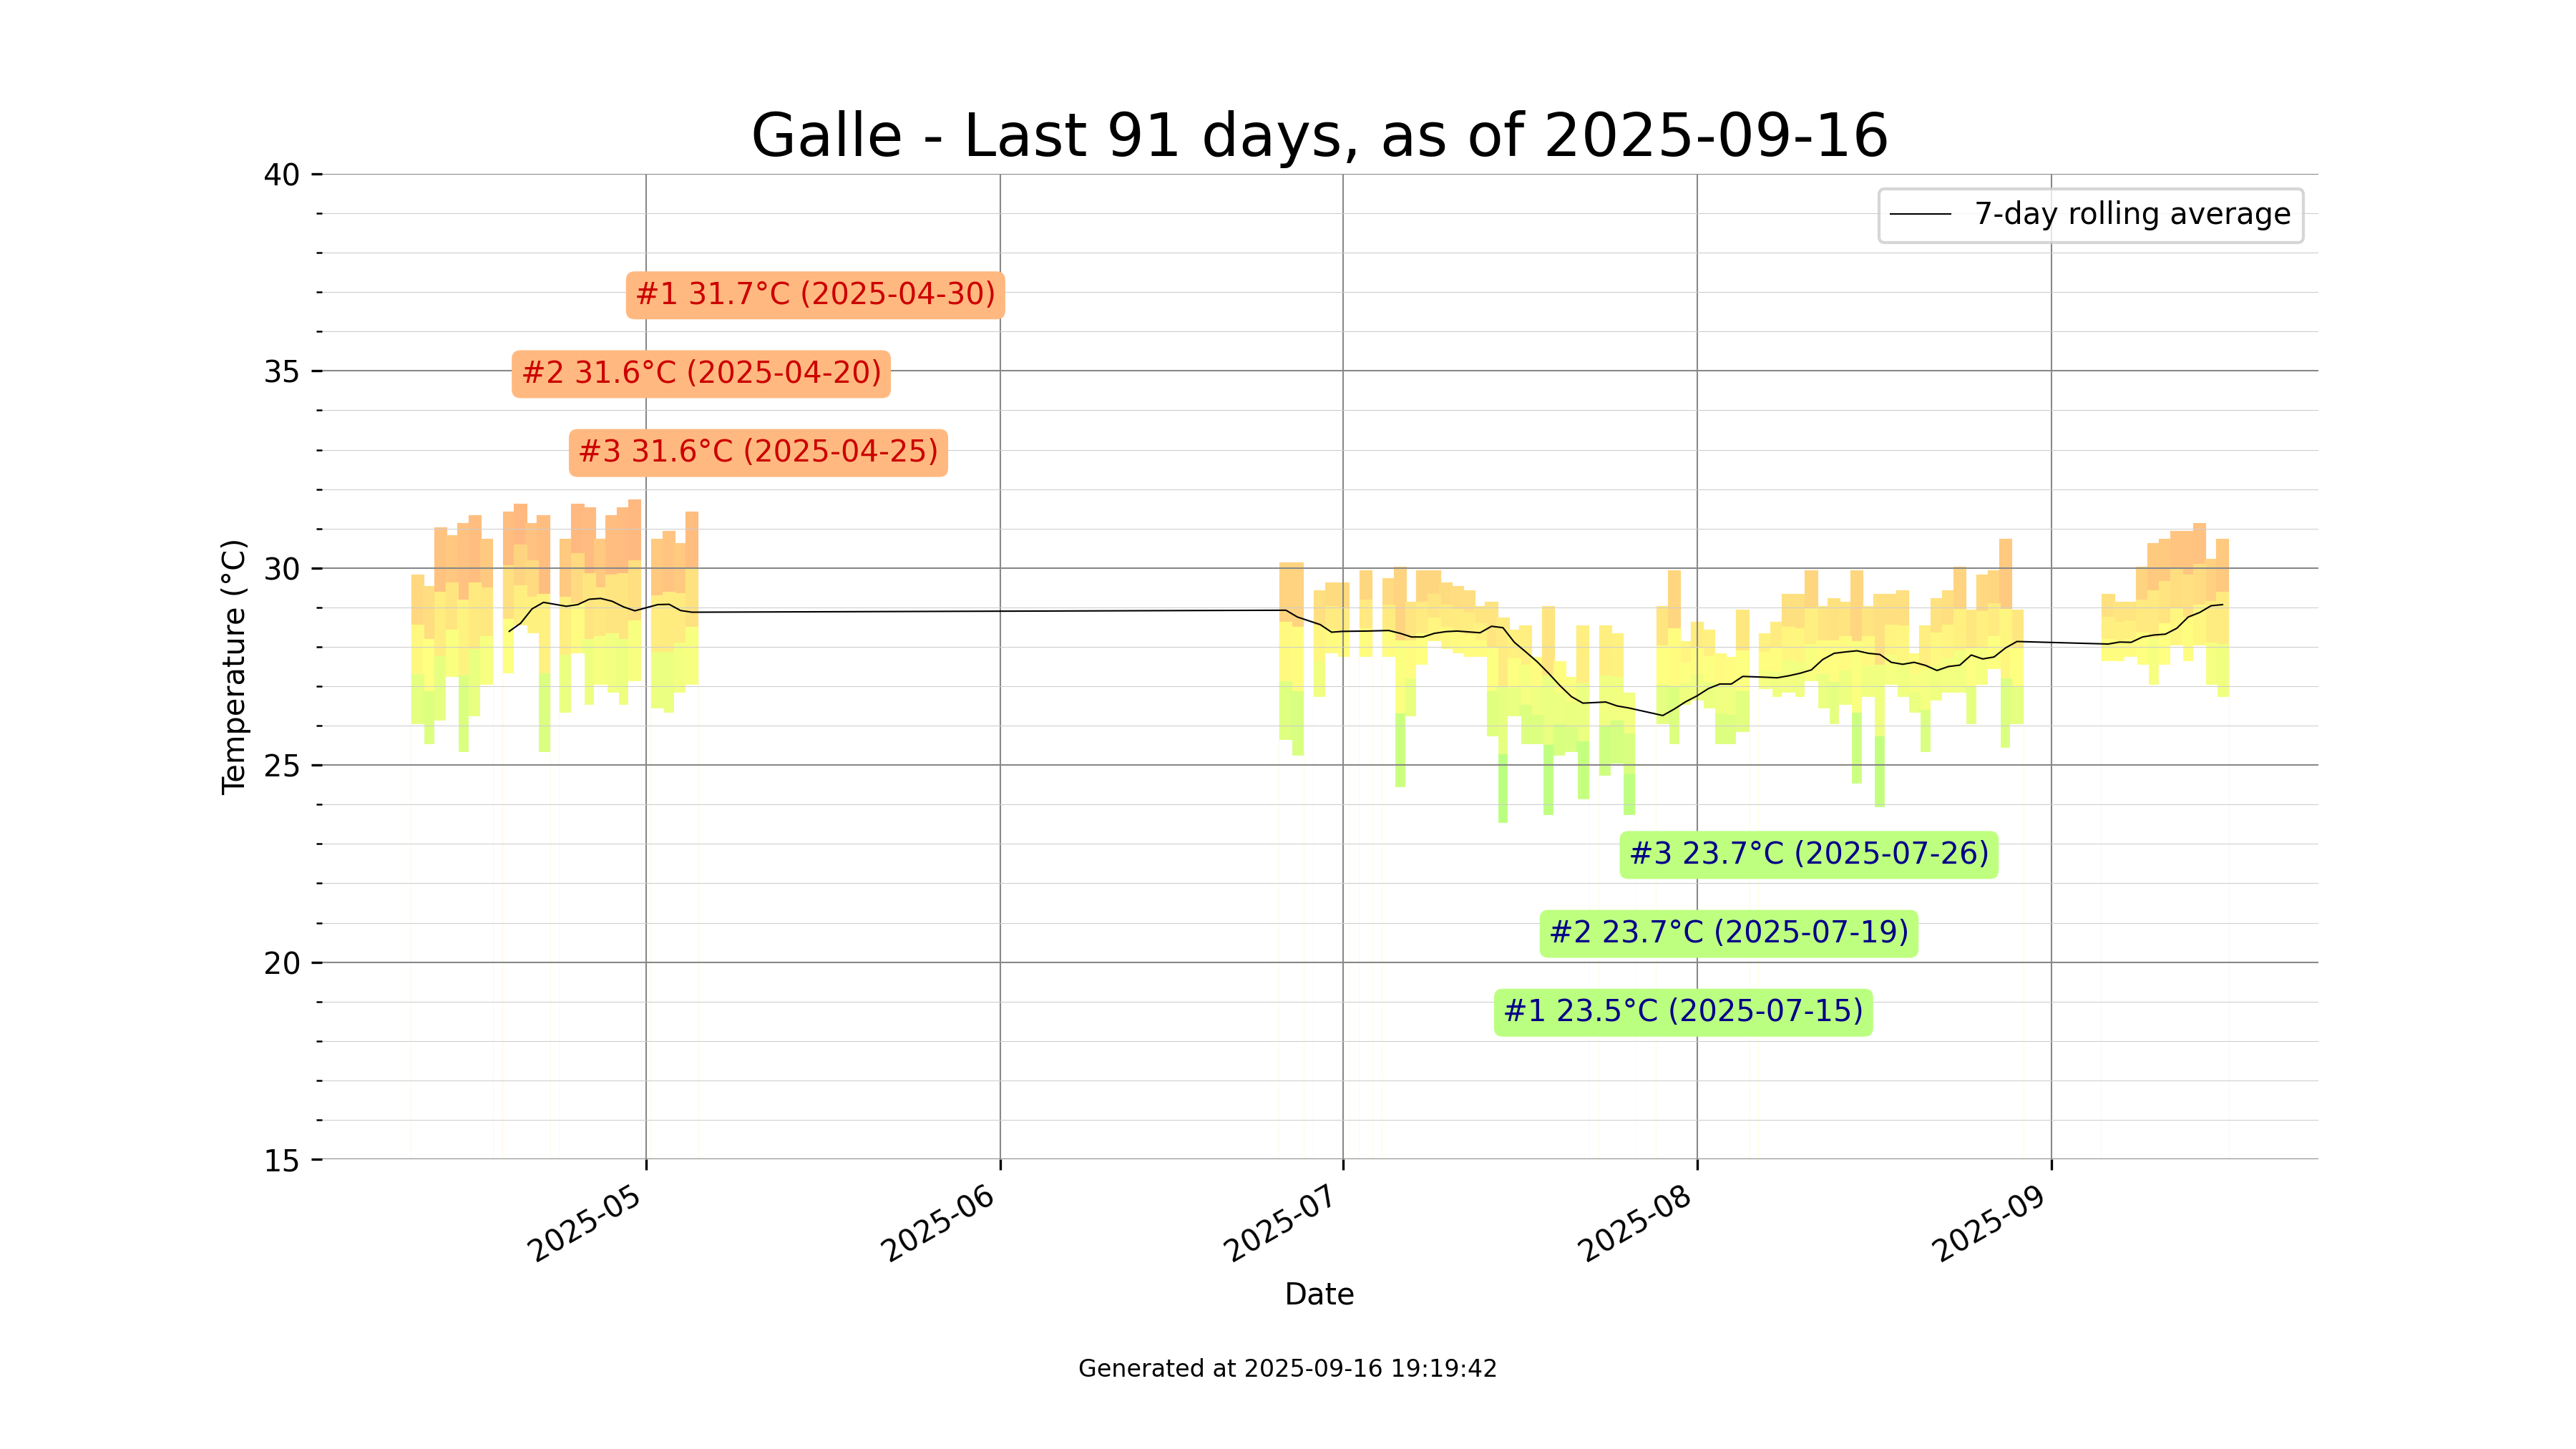 Galle - Last 91 days, as of 2025-09-16
7-day rolling average
40
35
30
25
20
15
Temperature (°C)
#1 31.7°C (2025-04-30)
#2 31.6°C (2025-04-20)
#3 31.6°C (2025-04-25)
#3 23.7°C (2025-07-26)
#2 23.7°C (2025-07-19)
#1 23.5°C (2025-07-15)
2025-05
2025-06
2025-07
2025-08
2025-09
Date
Generated at 2025-09-16 19:19:42